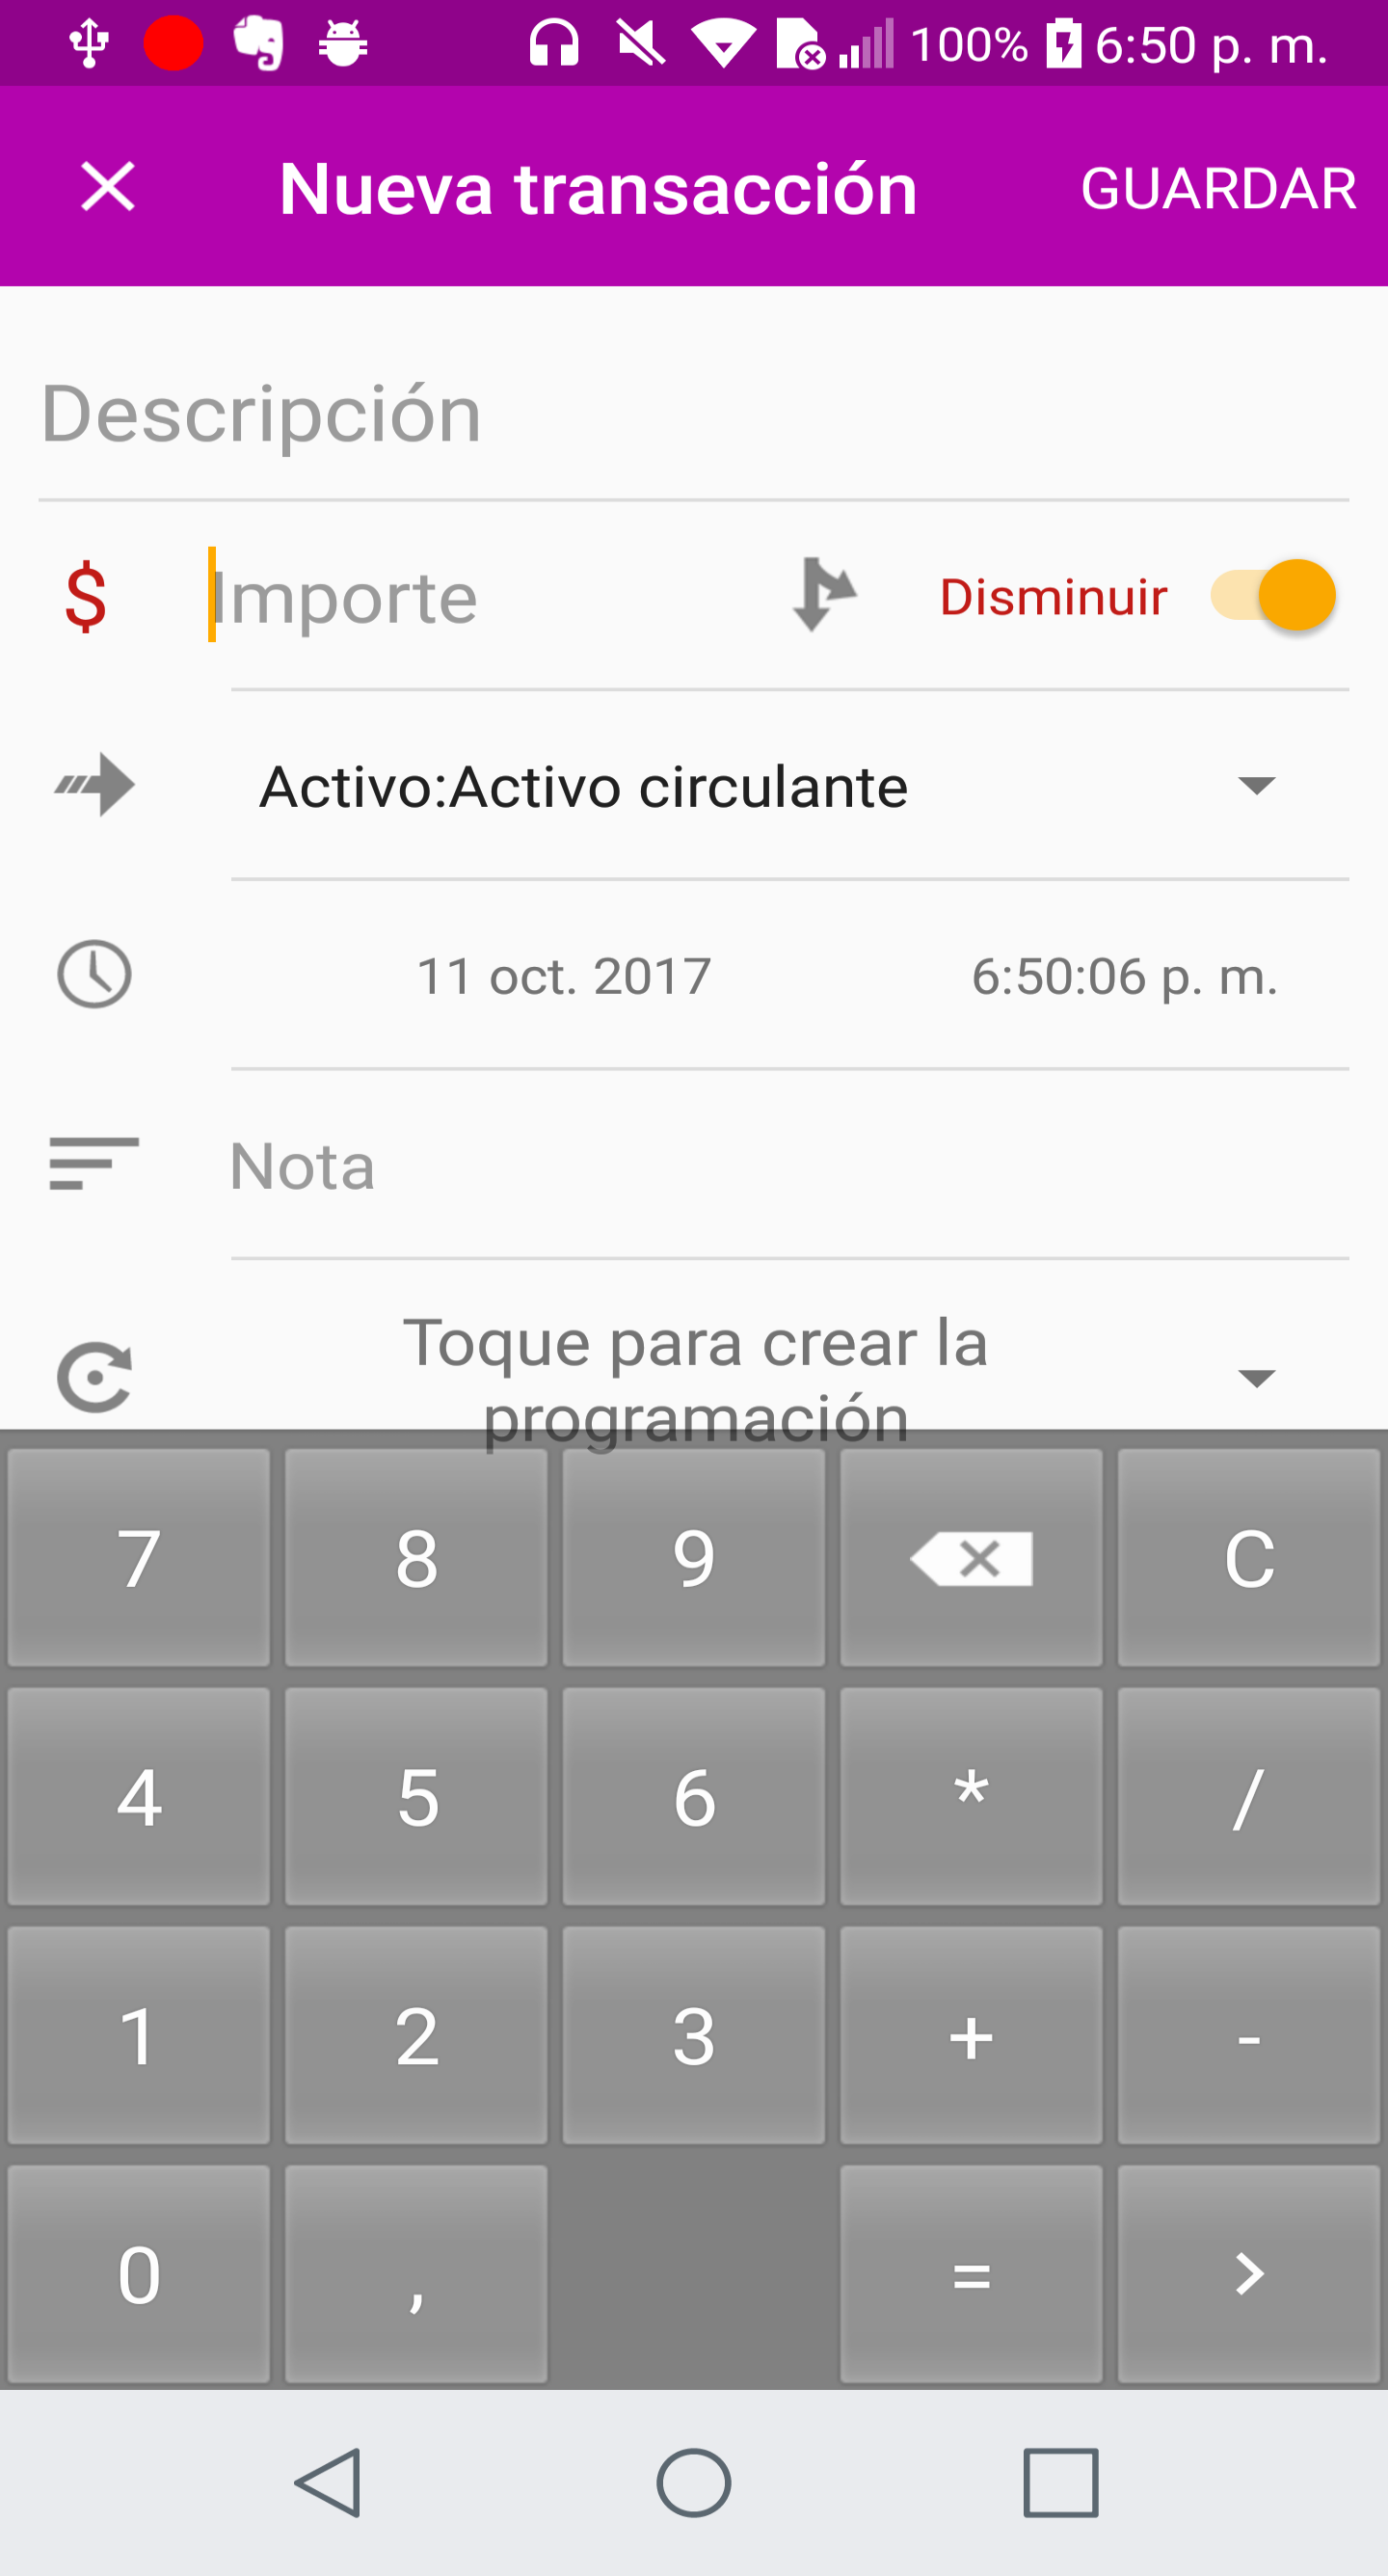 100% 6:50 p. m.
Nueva transacción GUARDAR
Descripción
$ Importe Disminuir
Activo:Activo circulante
11 oct. 2017 6:50:06 p. m.
Nota
Toque para crear la
programación
7 8 9 C
4 5 6 * /
1 2 3 + -
0 , = >